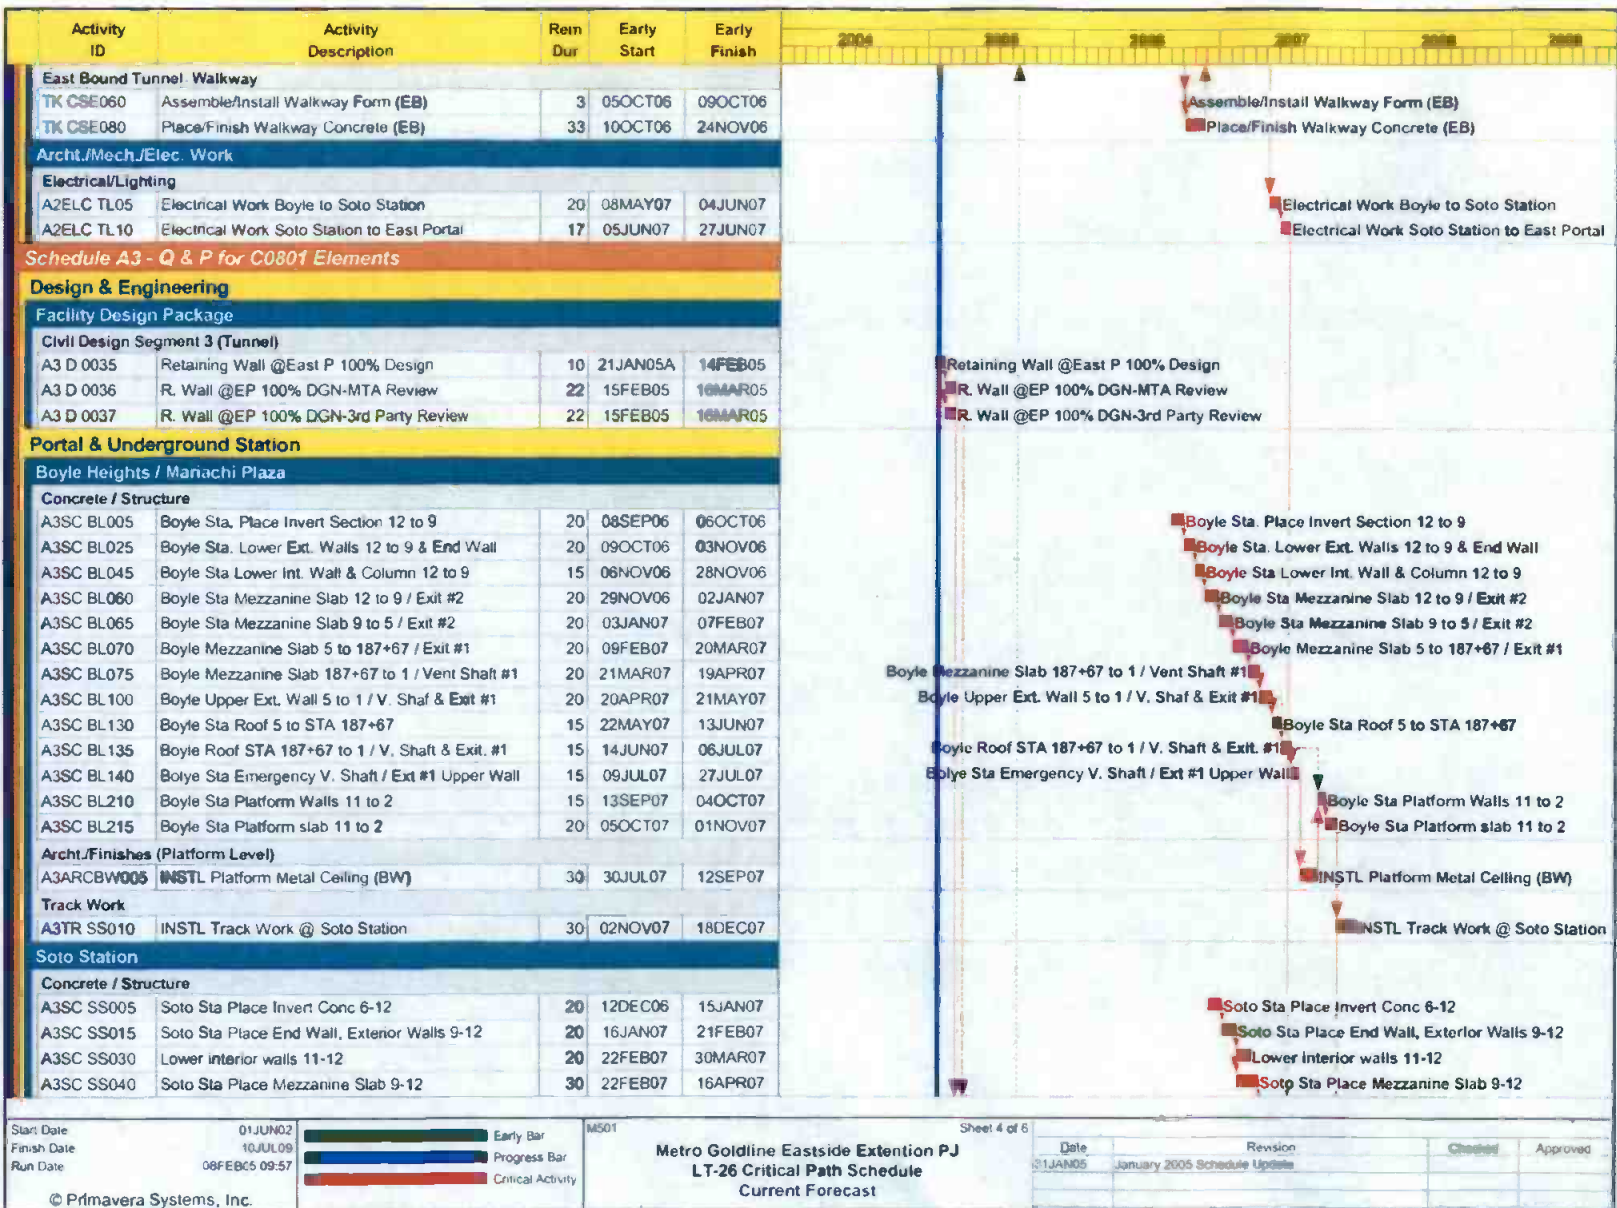 Activity ID Activity Description Rem Dur Early Start Early Finish 2004 2005 2006 2007 2008 2009
East Bound Tunnel Walkway
TK CSE060 Assemble/Install Walkway Form (EB) 3 05OCT06 09OCT06 Assemble/Install Walkway Form (EB)
TK CSE080 Place/Finish Walkway Concrete (EB) 33 10OCT06 24NOV06 Place/Finish Walkway Concrete (EB)
Archt./Mech./Elec. Work
Electrical/Lighting
A2ELC TL05 Electrical Work Boyle to Soto Station 20 08MAY07 04JUN07 Electrical Work Boyle to Soto Station
A2ELC TL10 Electrical Work Soto Station to East Portal 17 05JUN07 27JUN07 Electrical Work Soto Station to East Portal
Schedule A3 - Q & P for C0801 Elements
Design & Engineering
Facility Design Package
Civil Design Segment 3 (Tunnel)
A3 D 0035 Retaining Wall @East P 100% Design 10 21JAN05A 14FEB05 Retaining Wall @East P 100% Design
A3 D 0036 R. Wall @EP 100% DGN-MTA Review 22 15FEB05 16MAR05 R. Wall @EP 100% DGN-MTA Review
A3 D 0037 R. Wall @EP 100% DGN-3rd Party Review 22 15FEB05 16MAR05 R. Wall @EP 100% DGN-3rd Party Review
Portal & Underground Station
Boyle Heights / Mariachi Plaza
Concrete / Structure
A3SC BL005 Boyle Sta. Place Invert Section 12 to 9 20 08SEP06 06OCT06 Boyle Sta. Place Invert Section 12 to 9
A3SC BL025 Boyle Sta. Lower Ext. Walls 12 to 9 & End Wall 20 09OCT06 03NOV06 Boyle Sta. Lower Ext. Walls 12 to 9 & End Wall
A3SC BL045 Boyle Sta Lower Int. Wall & Column 12 to 9 15 06NOV06 28NOV06 Boyle Sta Lower Int. Wall & Column 12 to 9
A3SC BL060 Boyle Sta Mezzanine Slab 12 to 9 / Exit #2 20 29NOV06 02JAN07 Boyle Sta Mezzanine Slab 12 to 9 / Exit #2
A3SC BL065 Boyle Sta Mezzanine Slab 9 to 5 / Exit #2 20 03JAN07 07FEB07 Boyle Sta Mezzanine Slab 9 to 5 / Exit #2
A3SC BL070 Boyle Mezzanine Slab 5 to 187+67 / Exit #1 20 09FEB07 20MAR07 Boyle Mezzanine Slab 5 to 187+67 / Exit #1
A3SC BL075 Boyle Mezzanine Slab 187+67 to 1 / Vent Shaft #1 20 21MAR07 19APR07 Boyle Mezzanine Slab 187+67 to 1 / Vent Shaft #1
A3SC BL100 Boyle Upper Ext. Wall 5 to 1 / V. Shaf & Exit #1 20 20APR07 21MAY07 Boyle Upper Ext. Wall 5 to 1 / V. Shaf & Exit #1
A3SC BL130 Boyle Sta Roof 5 to STA 187+67 15 22MAY07 13JUN07 Boyle Sta Roof 5 to STA 187+67
A3SC BL135 Boyle Roof STA 187+67 to 1 / V. Shaft & Exit. #1 15 14JUN07 06JUL07 Boyle Roof STA 187+67 to 1 / V. Shaft & Exit. #1
A3SC BL140 Bolye Sta Emergency V. Shaft / Ext #1 Upper Wall 15 09JUL07 27JUL07 Bolye Sta Emergency V. Shaft / Ext #1 Upper Wall
A3SC BL210 Boyle Sta Platform Walls 11 to 2 15 13SEP07 04OCT07 Boyle Sta Platform Walls 11 to 2
A3SC BL215 Boyle Sta Platform slab 11 to 2 20 05OCT07 01NOV07 Boyle Sta Platform slab 11 to 2
Archt./Finishes (Platform Level)
A3ARCBW005 INSTL Platform Metal Ceiling (BW) 30 30JUL07 12SEP07 INSTL Platform Metal Ceiling (BW)
Track Work
A3TR SS010 INSTL Track Work @ Soto Station 30 02NOV07 18DEC07 INSTL Track Work @ Soto Station
Soto Station
Concrete / Structure
A3SC SS005 Soto Sta Place Invert Conc 6-12 20 12DEC06 15JAN07 Soto Sta Place Invert Conc 6-12
A3SC SS015 Soto Sta Place End Wall, Exterior Walls 9-12 20 16JAN07 21FEB07 Soto Sta Place End Wall, Exterior Walls 9-12
A3SC SS030 Lower interior walls 11-12 20 22FEB07 30MAR07 Lower interior walls 11-12
A3SC SS040 Soto Sta Place Mezzanine Slab 9-12 30 22FEB07 16APR07 Soto Sta Place Mezzanine Slab 9-12
Start Date 01JUN02
Finish Date 10JUL09
Run Date 08FEB05 09:57
© Primavera Systems, Inc.
Early Bar
Progress Bar
Critical Activity
M501
Sheet 4 of 6
Metro Goldline Eastside Extention PJ
LT-26 Critical Path Schedule
Current Forecast
Date Revision Checked Approved
31JAN05 January 2005 Schedule Update